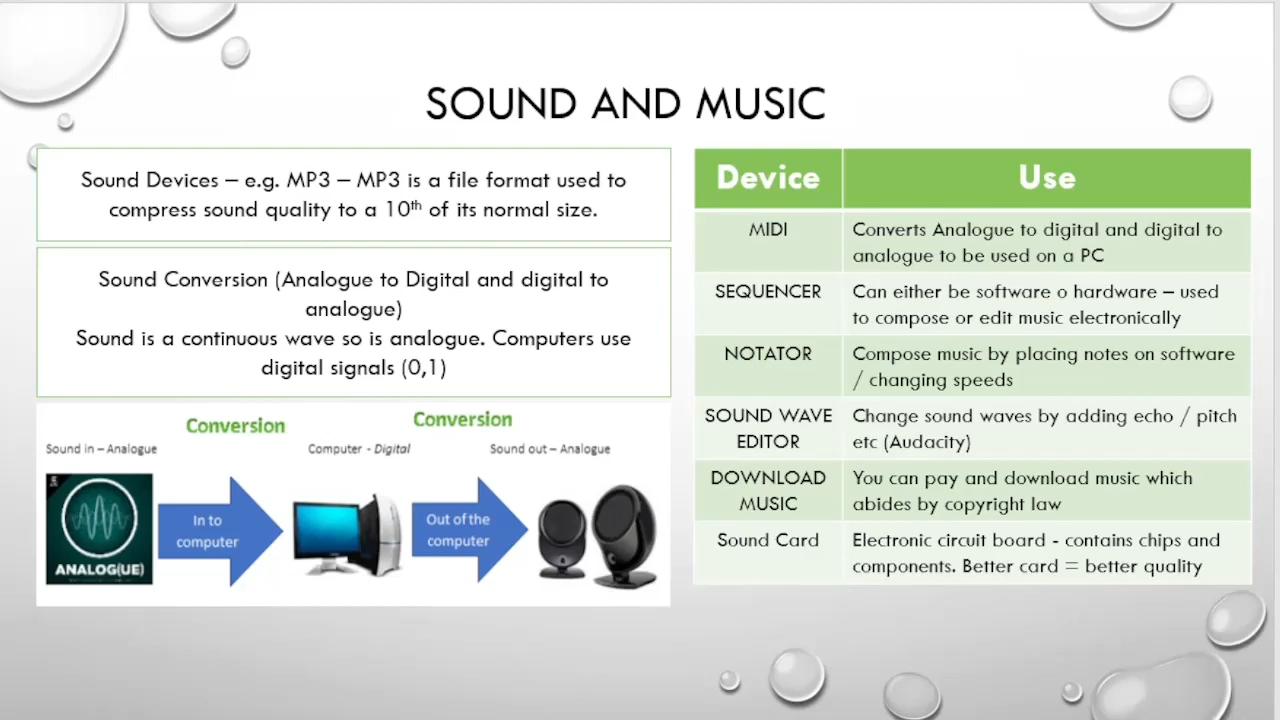 SOUND AND MUSIC
Sound Devices – e.g. MP3 – MP3 is a file format used to
compress sound quality to a 10th of its normal size.
Sound Conversion (Analogue to Digital and digital to
analogue)
Sound is a continuous wave so is analogue. Computers use
digital signals (0,1)
Conversion
Conversion
Sound in – Analogue
Computer - Digital
Sound out – Analogue
In to
computer
Out of the
computer
ANALOG(UE)
Device
Use
MIDI
Converts Analogue to digital and digital to
analogue to be used on a PC
SEQUENCER
Can either be software o hardware – used
to compose or edit music electronically
NOTATOR
Compose music by placing notes on software
/ changing speeds
SOUND WAVE
EDITOR
Change sound waves by adding echo / pitch
etc (Audacity)
DOWNLOAD
MUSIC
You can pay and download music which
abides by copyright law
Sound Card
Electronic circuit board - contains chips and
components. Better card = better quality